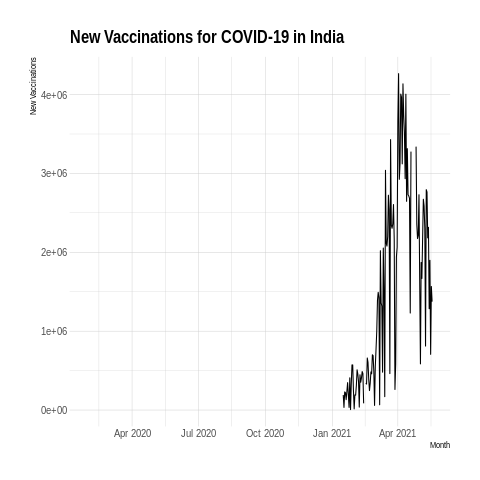 New Vaccinations for COVID-19 in India
New Vaccinations
4e+06
3e+06
2e+06
1e+06
0e+00
Apr 2020 Jul 2020 Oct 2020 Jan 2021 Apr 2021
Month